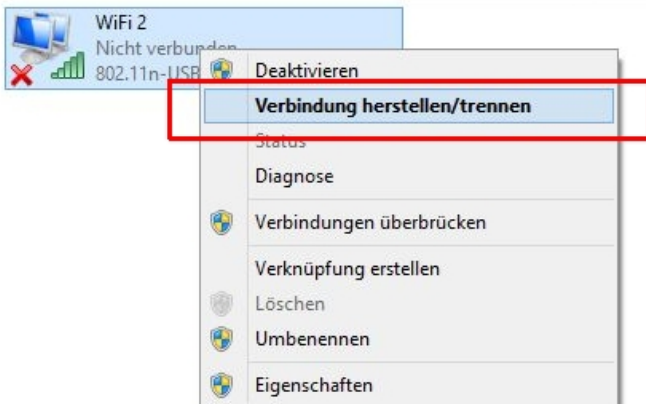 WiFi 2
Nicht verbunden
802.11n-USB
Deaktivieren
Verbindung herstellen/trennen
Status
Diagnose
Verbindungen überbrücken
Verknüpfung erstellen
Löschen
Umbenennen
Eigenschaften